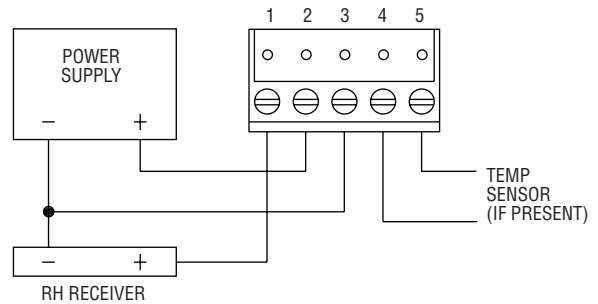 1 2 3 4 5
POWER
SUPPLY
− +
TEMP
SENSOR
(IF PRESENT)
− +
RH RECEIVER